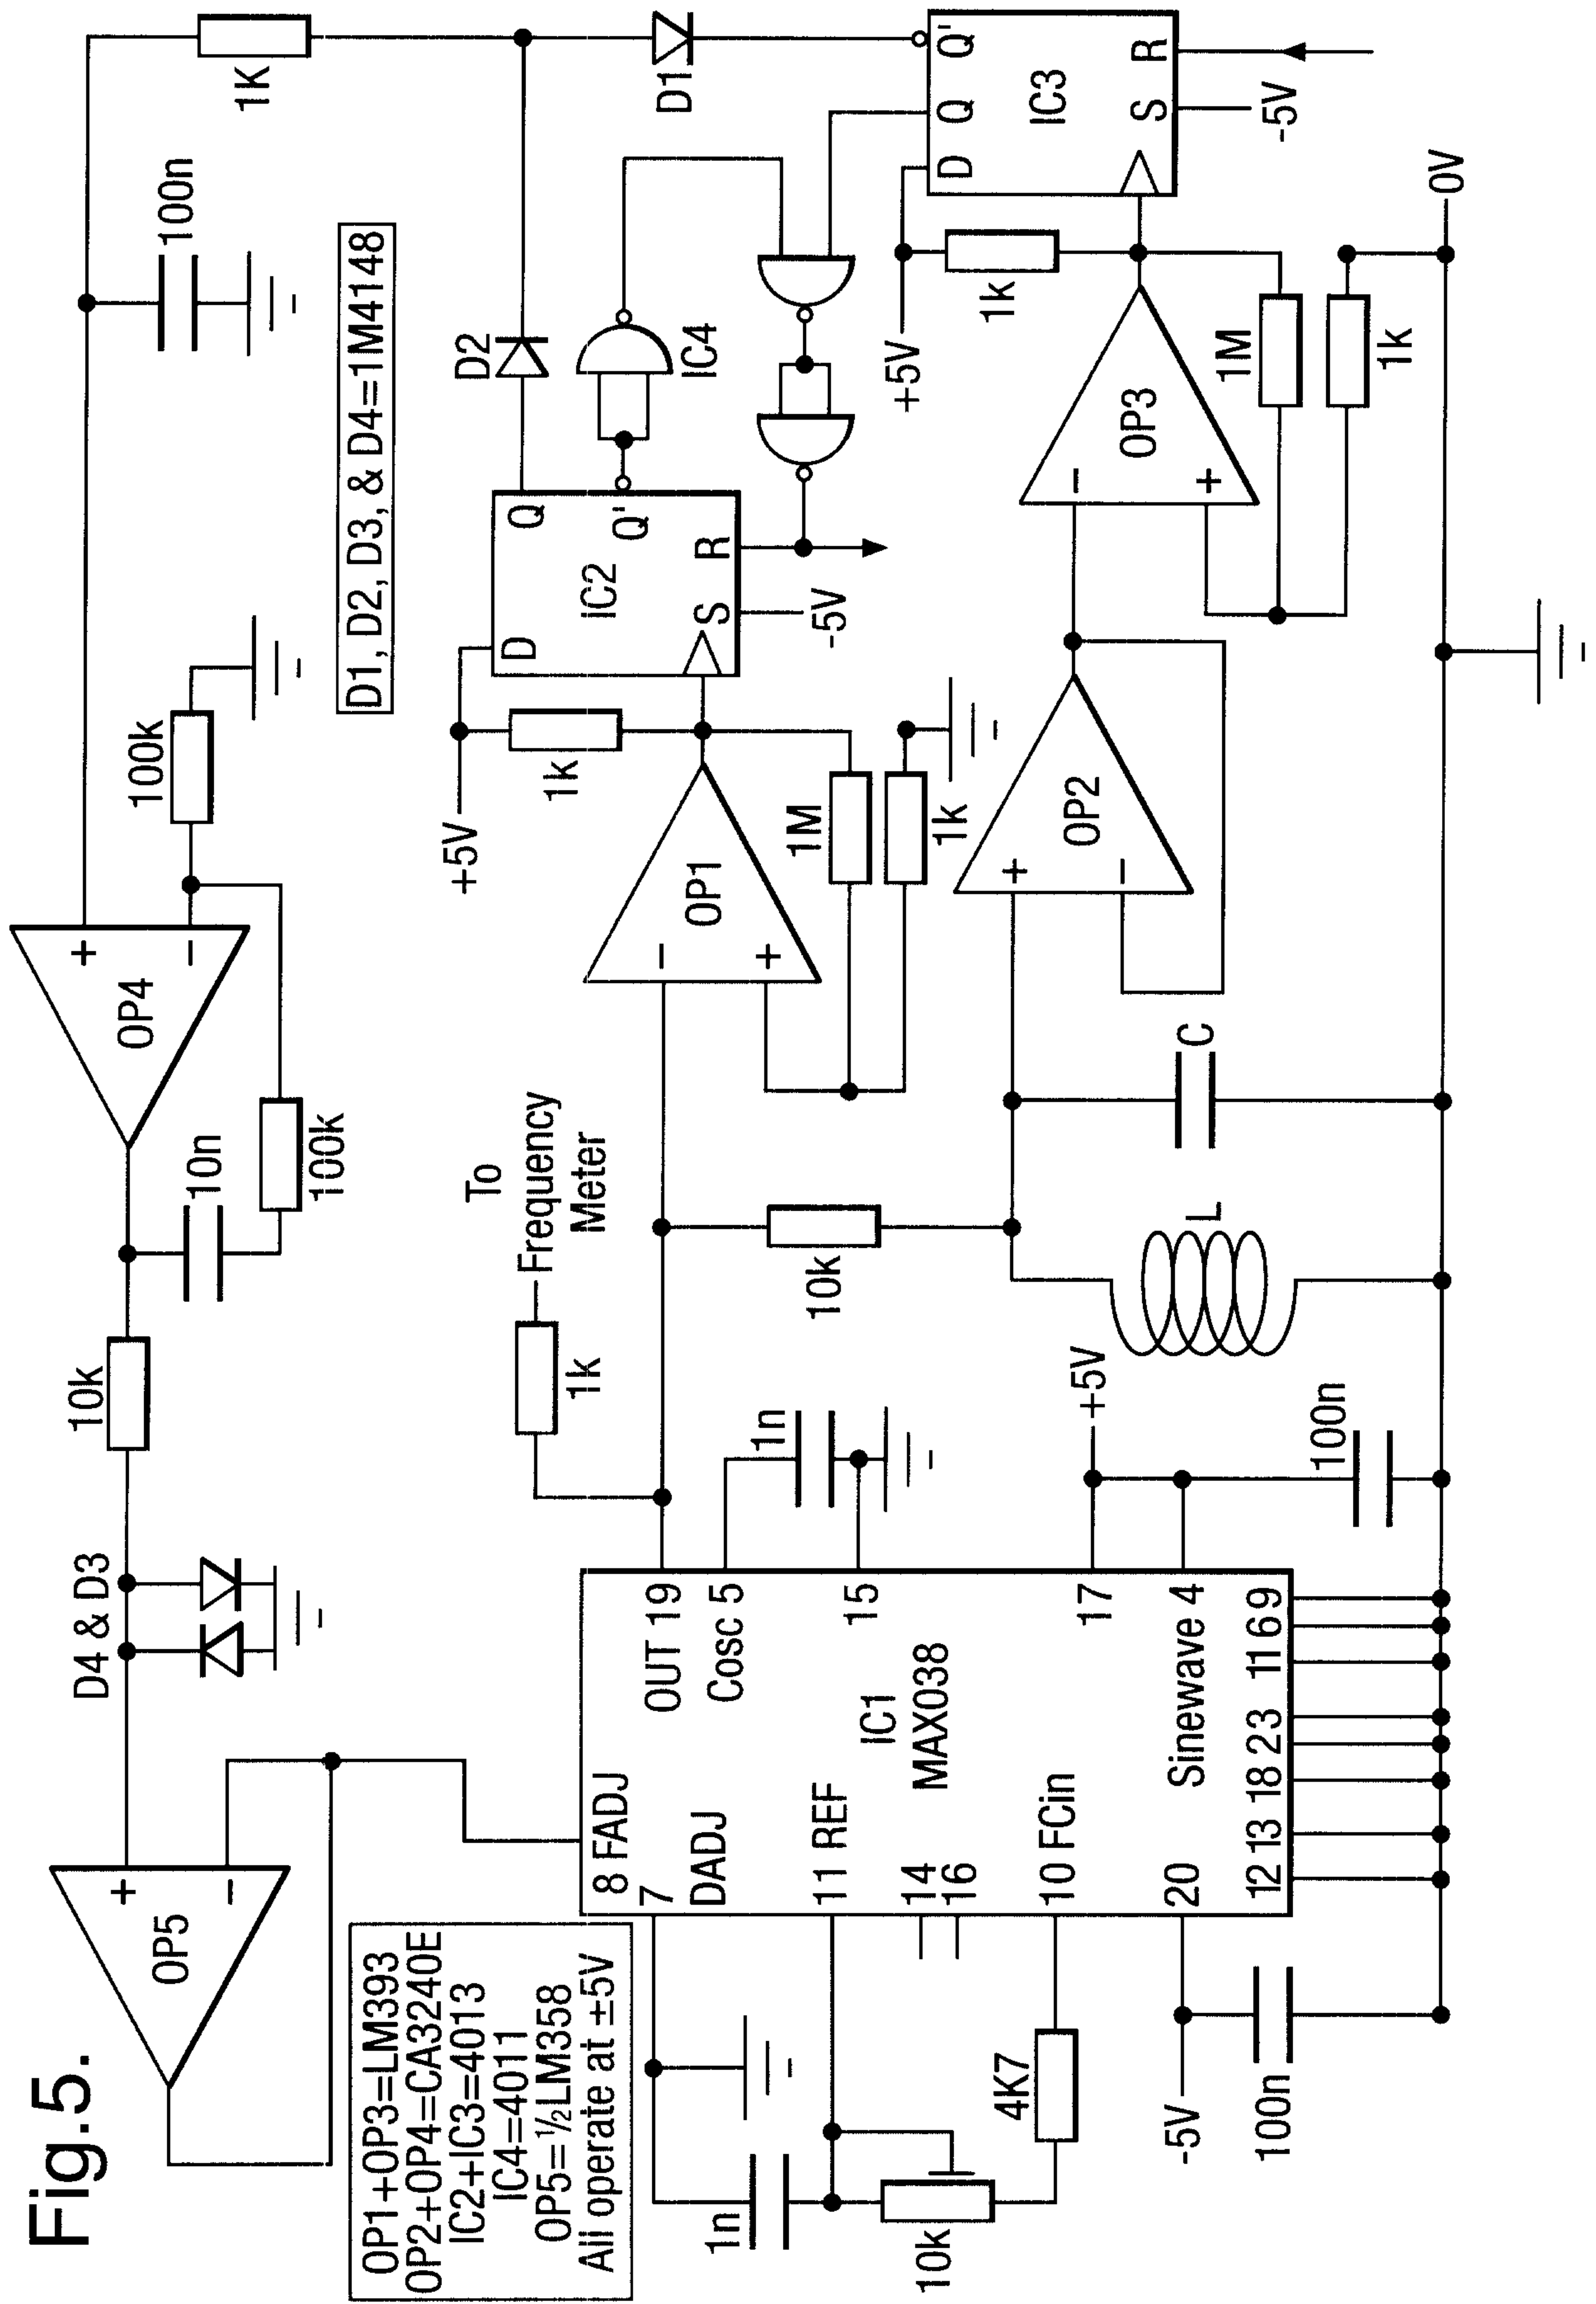 Fig.5.
OP1+OP3=LM393
OP2+OP4=CA3240E
IC2+IC3=4013
IC4=4011
OP5=½LM358
All operate at ±5V
OP5
+
-
D4 & D3
10k
10n
100k
OP4
+
-
100k
100n
1K
D1, D2, D3, & D4=1M4148
To
Frequency
Meter
1k
8 FADJ
7
DADJ
11 REF
14
16
10 FCin
20
12 13 18 2 3 11 6 9
OUT 19
Cosc 5
15
17
Sinewave 4
IC1
MAX038
1n
10k
4K7
-5V
100n
1n
+5V
100n
10k
L
C
OP1
-
+
+5V
1k
1M
1k
D
Q
Q'
S
R
IC2
-5V
D2
IC4
D1
OP2
+
-
OP3
-
+
+5V
1k
1M
1k
D
Q
Q'
IC3
S
R
-5V
0V